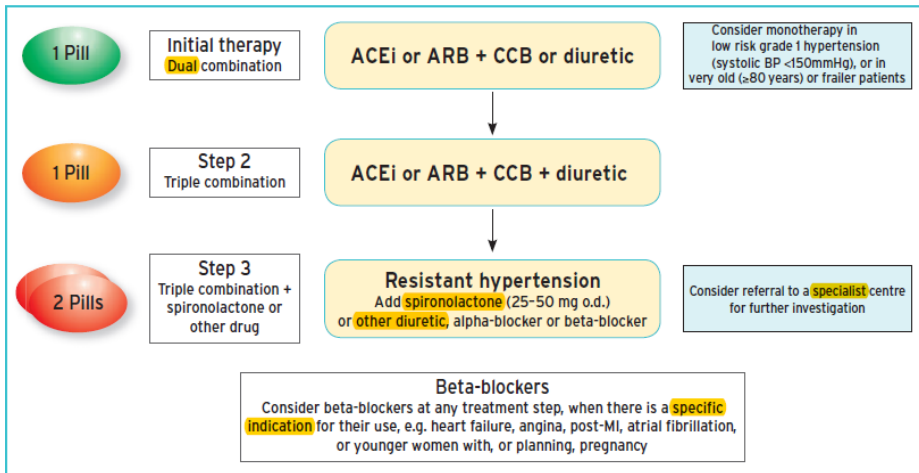 1 Pill
Initial therapy
Dual combination
ACEi or ARB + CCB or diuretic
Consider monotherapy in
low risk grade 1 hypertension
(systolic BP <150mmHg), or in
very old (≥80 years) or frailer patients
1 Pill
Step 2
Triple combination
ACEi or ARB + CCB + diuretic
2 Pills
Step 3
Triple combination +
spironolactone or
other drug
Resistant hypertension
Add spironolactone (25–50 mg o.d.)
or other diuretic, alpha-blocker or beta-blocker
Consider referral to a specialist centre
for further investigation
Beta-blockers
Consider beta-blockers at any treatment step, when there is a specific
indication for their use, e.g. heart failure, angina, post-MI, atrial fibrillation,
or younger women with, or planning, pregnancy